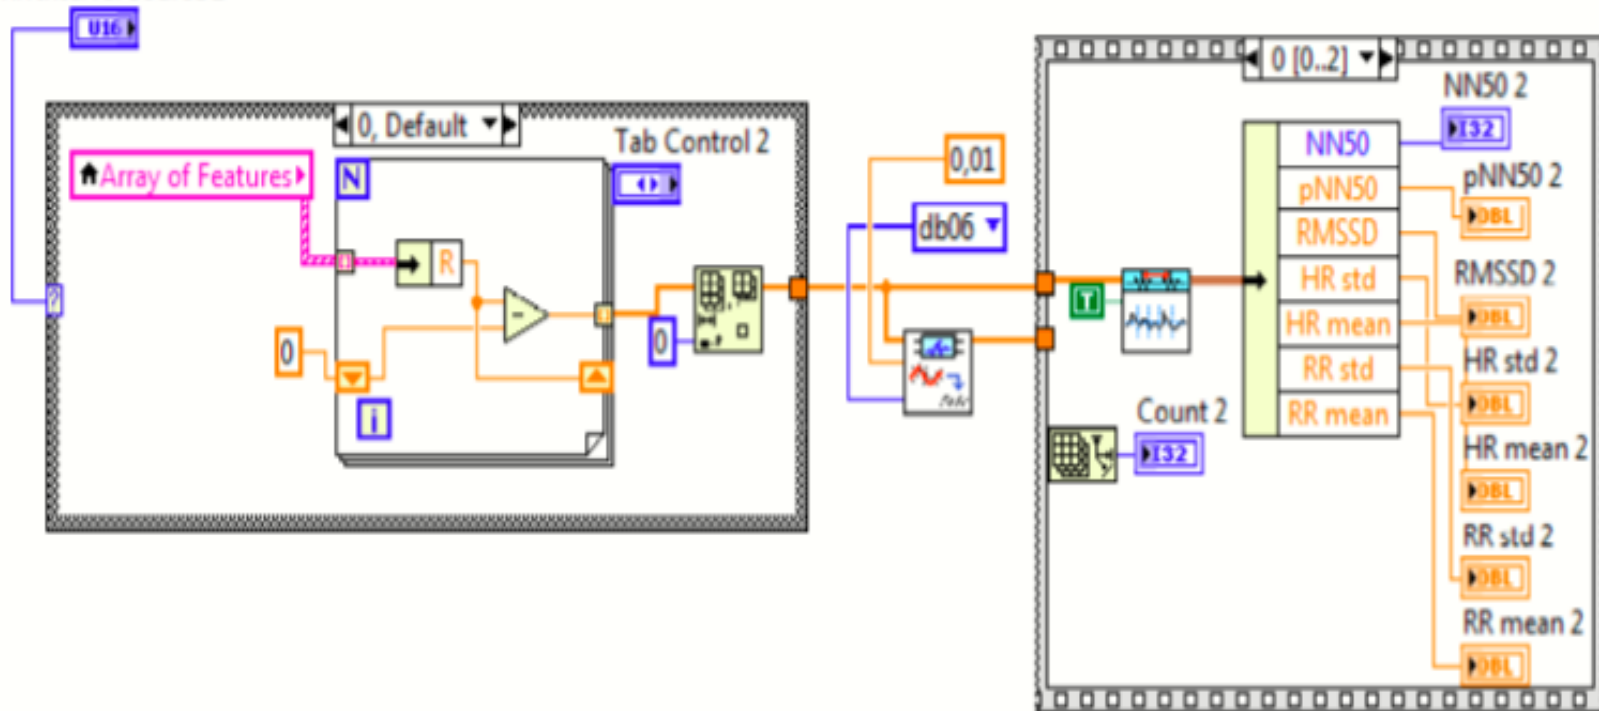 U16
0, Default
Array of Features
N
R
0
i
Tab Control 2
0
0,01
db06
T
0 [0..2]
NN50
pNN50
RMSSD
HR std
HR mean
RR std
RR mean
Count 2
I32
NN50 2
I32
pNN50 2
DBL
RMSSD 2
DBL
HR std 2
DBL
HR mean 2
DBL
RR std 2
DBL
RR mean 2
DBL